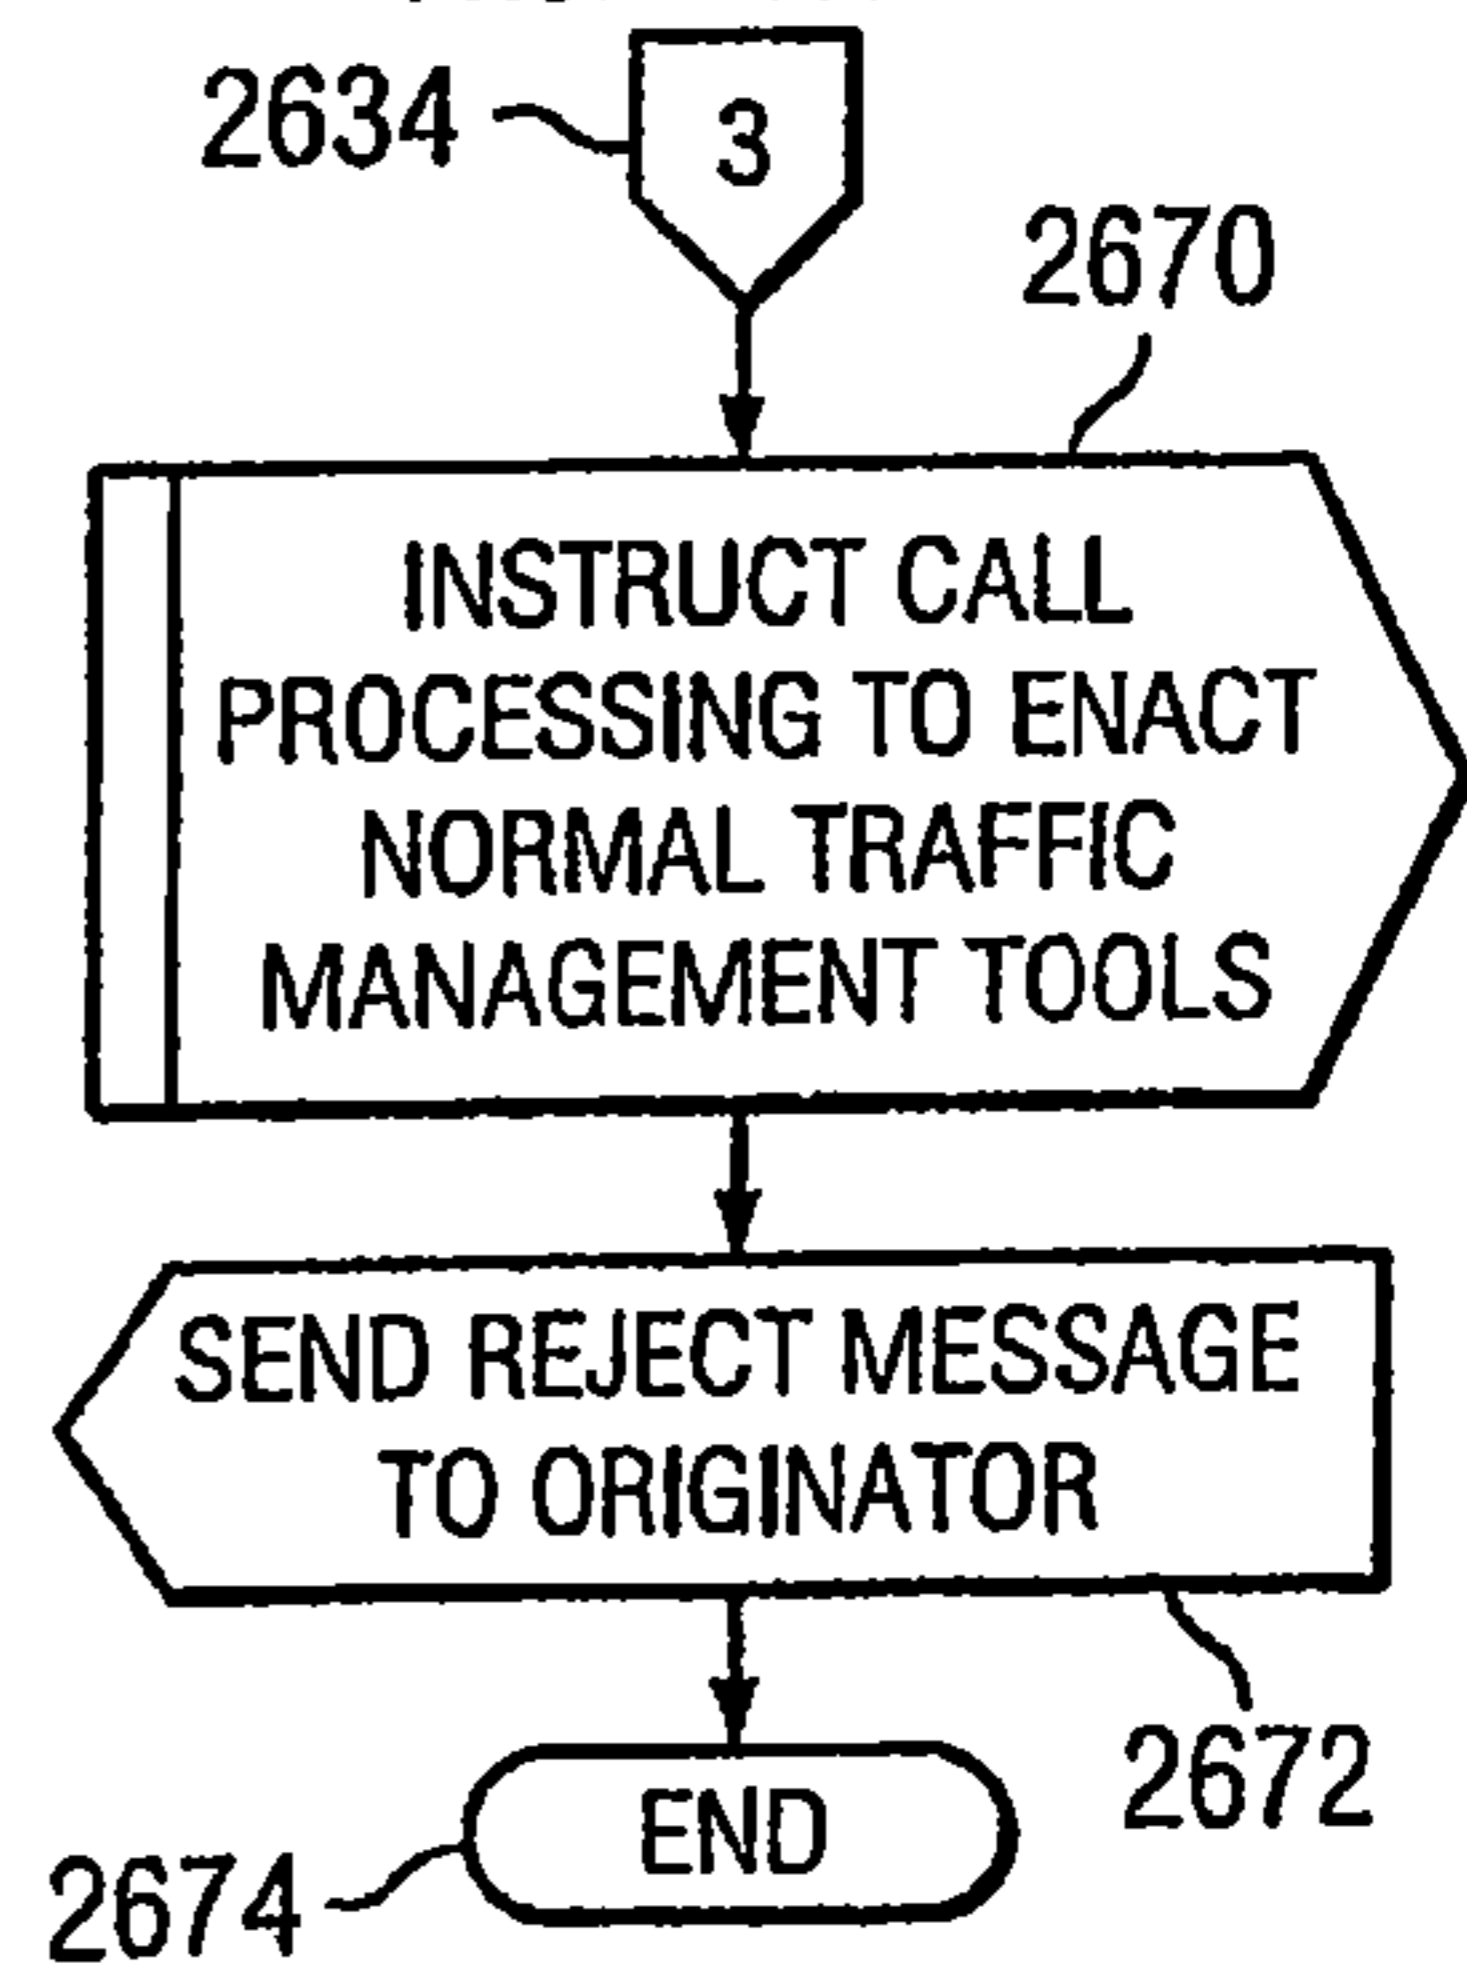 2634
3
2670
INSTRUCT CALL
PROCESSING TO ENACT
NORMAL TRAFFIC
MANAGEMENT TOOLS
SEND REJECT MESSAGE
TO ORIGINATOR
2672
END
2674